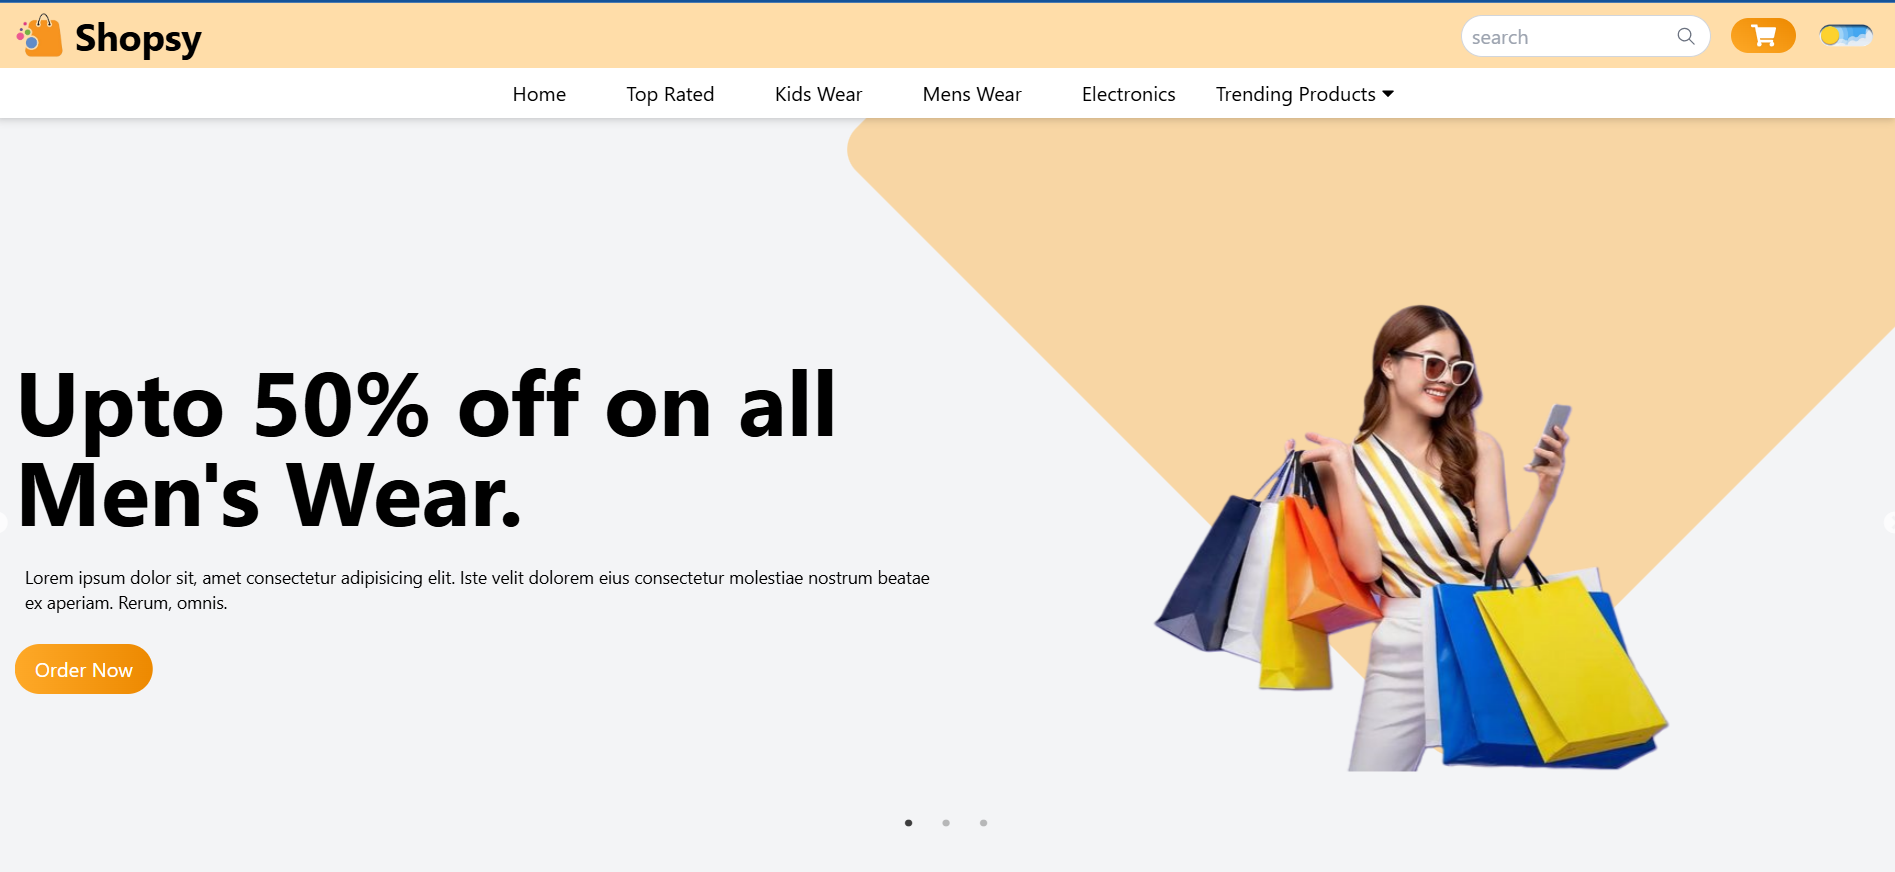 Shopsy
search
Home Top Rated Kids Wear Mens Wear Electronics Trending Products
Upto 50% off on all
Men's Wear.
Lorem ipsum dolor sit, amet consectetur adipisicing elit. Iste velit dolorem eius consectetur molestiae nostrum beatae
ex aperiam. Rerum, omnis.
Order Now